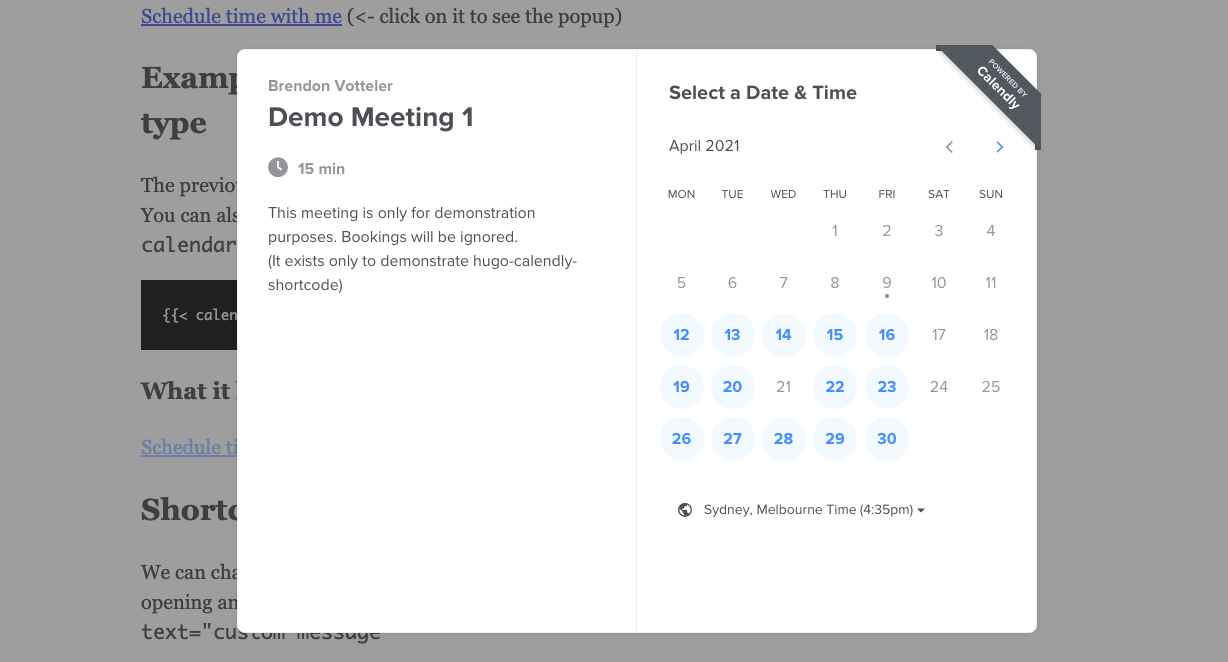 Schedule time with me (<- click on it to see the popup)
Examp
type
The previo
You can als
calendar
{{< calen
What it
Schedule ti
Shortc
We can cha
opening an
text="custom message
Brendon Votteler
Demo Meeting 1
15 min
This meeting is only for demonstration
purposes. Bookings will be ignored.
(It exists only to demonstrate hugo-calendly-
shortcode)
POWERED BY
Calendly
Select a Date & Time
April 2021
MON TUE WED THU FRI SAT SUN
1 2 3 4
5 6 7 8 9 10 11
12 13 14 15 16 17 18
19 20 21 22 23 24 25
26 27 28 29 30
Sydney, Melbourne Time (4:35pm)